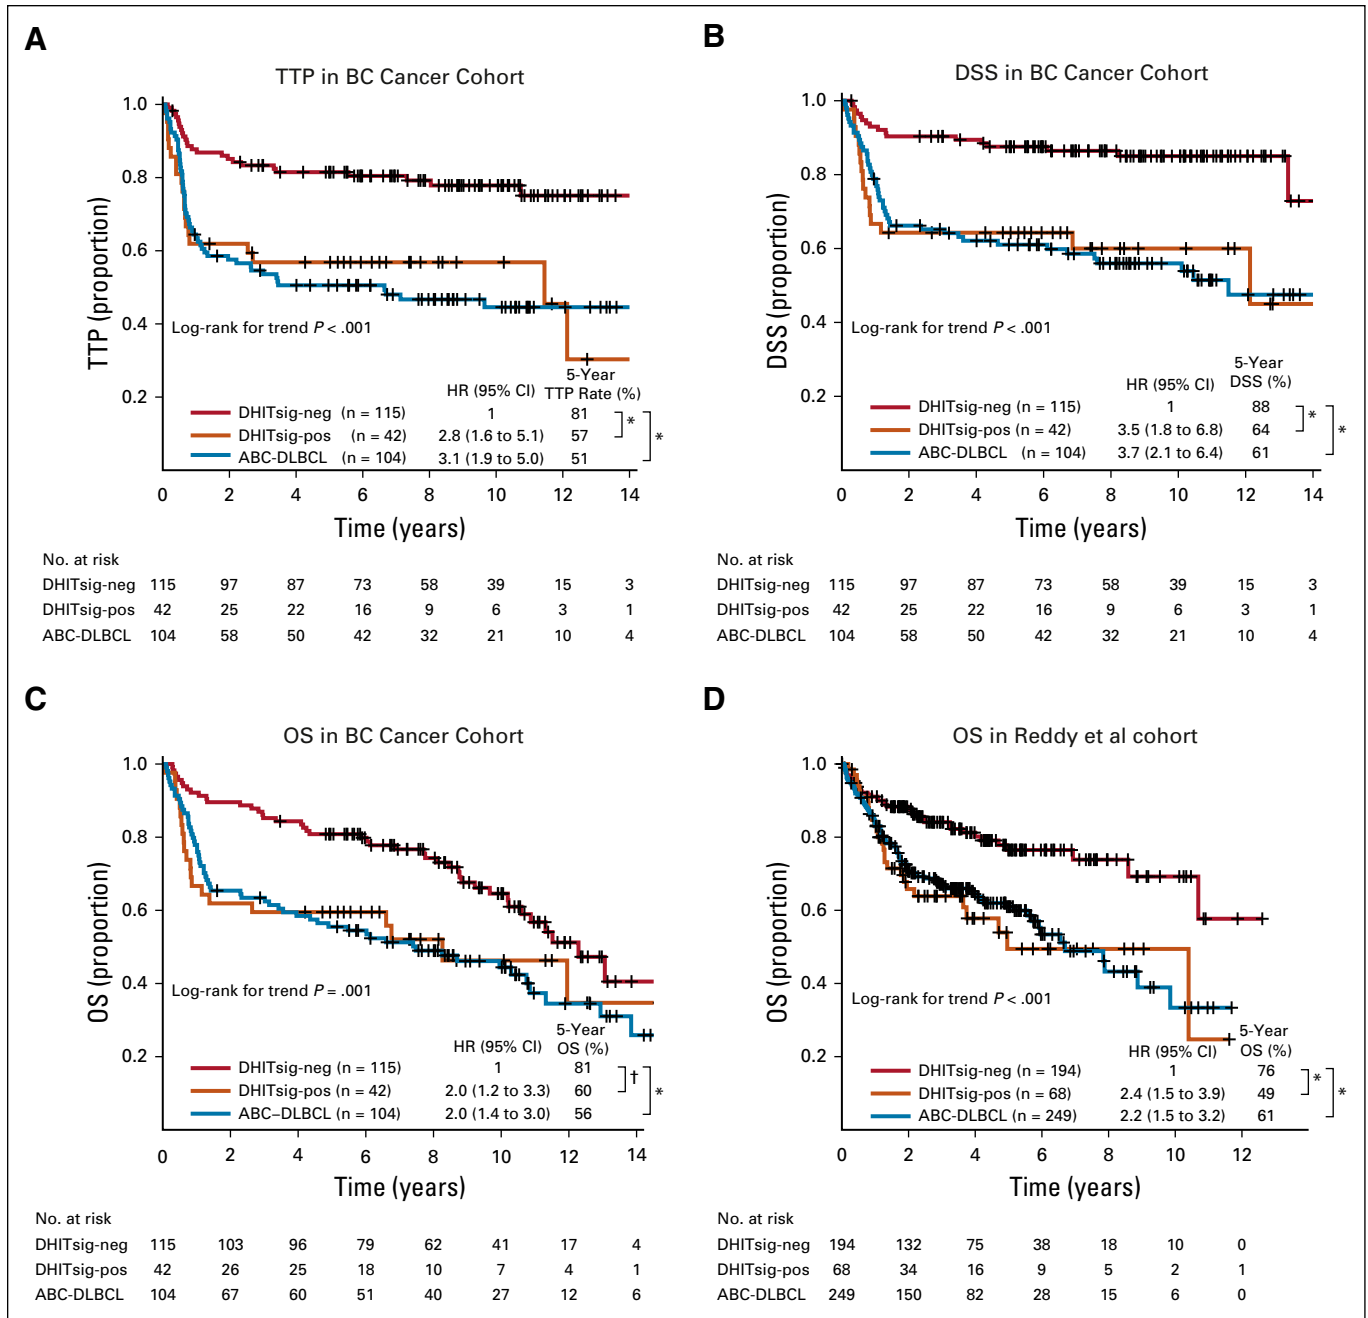 A
TTP in BC Cancer Cohort
1.0
0.8
0.6
0.4
0.2
TTP (proportion)
Log-rank for trend P < .001
HR (95% CI)
5-Year
TTP Rate (%)
DHITsig-neg (n = 115) 1 81
DHITsig-pos (n = 42) 2.8 (1.6 to 5.1) 57
ABC-DLBCL (n = 104) 3.1 (1.9 to 5.0) 51
* *
0 2 4 6 8 10 12 14
Time (years)
No. at risk
DHITsig-neg 115 97 87 73 58 39 15 3
DHITsig-pos 42 25 22 16 9 6 3 1
ABC-DLBCL 104 58 50 42 32 21 10 4
B
DSS in BC Cancer Cohort
1.0
0.8
0.6
0.4
0.2
DSS (proportion)
Log-rank for trend P < .001
HR (95% CI)
5-Year
DSS (%)
DHITsig-neg (n = 115) 1 88
DHITsig-pos (n = 42) 3.5 (1.8 to 6.8) 64
ABC-DLBCL (n = 104) 3.7 (2.1 to 6.4) 61
* *
0 2 4 6 8 10 12 14
Time (years)
No. at risk
DHITsig-neg 115 97 87 73 58 39 15 3
DHITsig-pos 42 25 22 16 9 6 3 1
ABC-DLBCL 104 58 50 42 32 21 10 4
C
OS in BC Cancer Cohort
1.0
0.8
0.6
0.4
0.2
OS (proportion)
Log-rank for trend P = .001
HR (95% CI)
5-Year
OS (%)
DHITsig-neg (n = 115) 1 81
DHITsig-pos (n = 42) 2.0 (1.2 to 3.3) 60
ABC–DLBCL (n = 104) 2.0 (1.4 to 3.0) 56
† *
0 2 4 6 8 10 12 14
Time (years)
No. at risk
DHITsig-neg 115 103 96 79 62 41 17 4
DHITsig-pos 42 26 25 18 10 7 4 1
ABC-DLBCL 104 67 60 51 40 27 12 6
D
OS in Reddy et al cohort
1.0
0.8
0.6
0.4
0.2
OS (proportion)
Log-rank for trend P < .001
HR (95% CI)
5-Year
OS (%)
DHITsig-neg (n = 194) 1 76
DHITsig-pos (n = 68) 2.4 (1.5 to 3.9) 49
ABC-DLBCL (n = 249) 2.2 (1.5 to 3.2) 61
* *
0 2 4 6 8 10 12
Time (years)
No. at risk
DHITsig-neg 194 132 75 38 18 10 0
DHITsig-pos 68 34 16 9 5 2 1
ABC-DLBCL 249 150 82 28 15 6 0